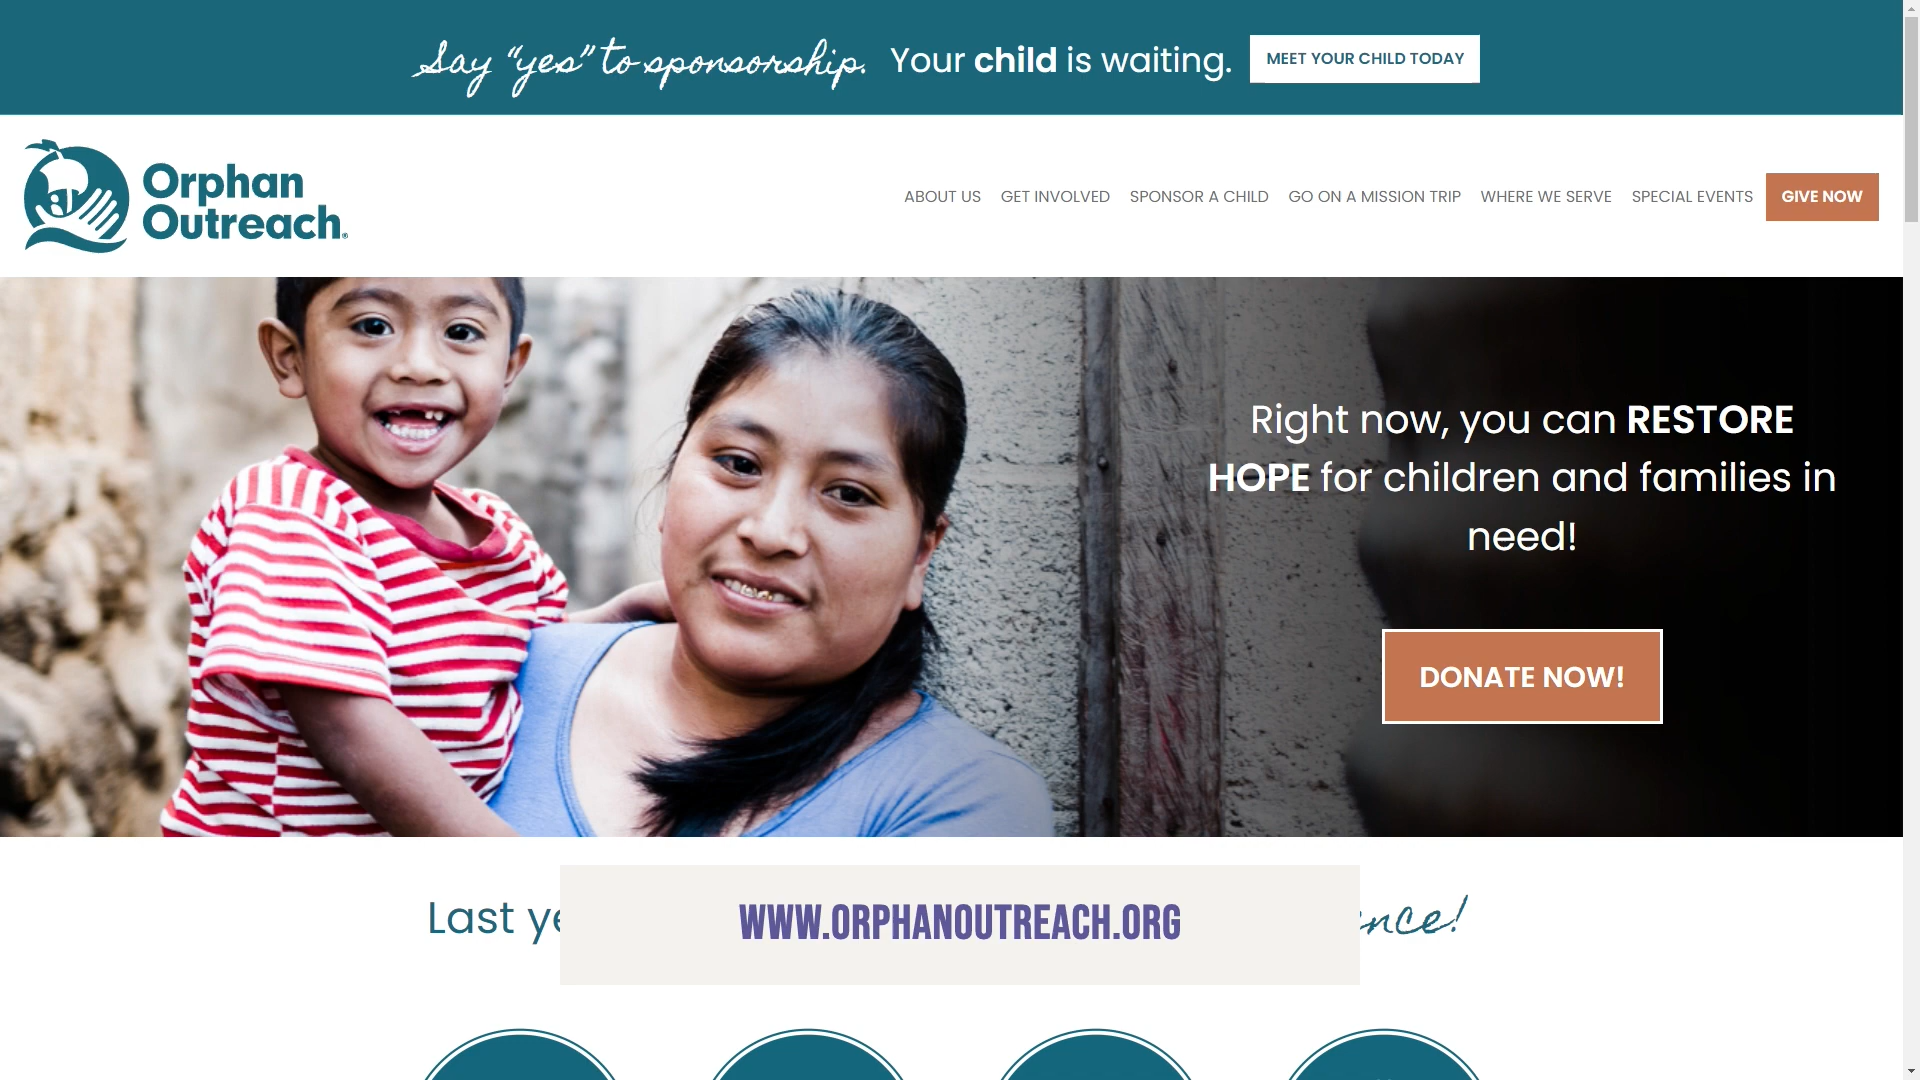 Say “yes” to sponsorship. Your child is waiting. MEET YOUR CHILD TODAY
Orphan
Outreach®
ABOUT US GET INVOLVED SPONSOR A CHILD GO ON A MISSION TRIP WHERE WE SERVE SPECIAL EVENTS GIVE NOW
Right now, you can RESTORE
HOPE for children and families in
need!
DONATE NOW!
Last
WWW.ORPHANOUTREACH.ORG